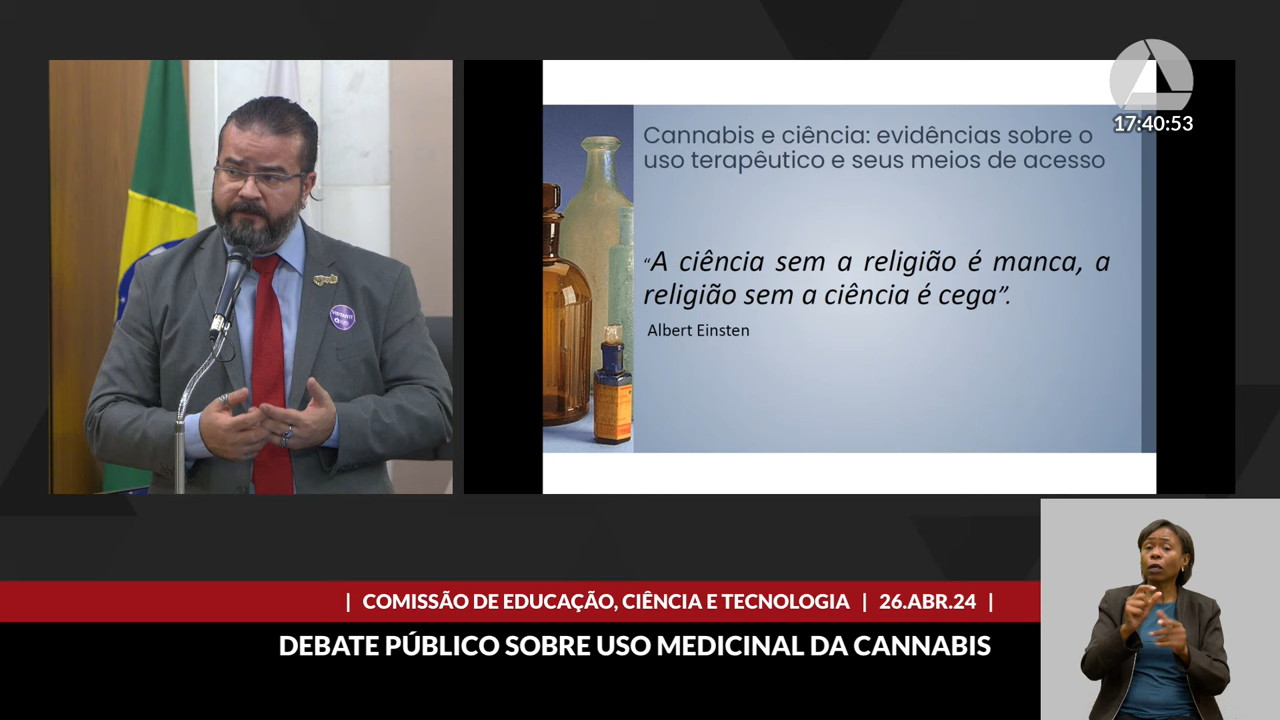 17:40:53
Cannabis e ciência: evidências sobre o
uso terapêutico e seus meios de acesso
“A ciência sem a religião é manca, a
religião sem a ciência é cega”.
Albert Einsten
VISITANTE
| COMISSÃO DE EDUCAÇÃO, CIÊNCIA E TECNOLOGIA | 26.ABR.24 |
DEBATE PÚBLICO SOBRE USO MEDICINAL DA CANNABIS